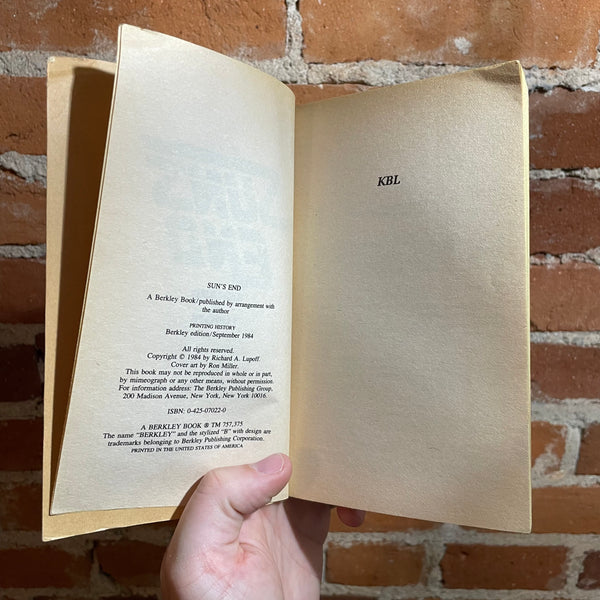 SUN'S END
A Berkley Book/published by arrangement with
the author
PRINTING HISTORY
Berkley edition/September 1984
All rights reserved.
Copyright © 1984 by Richard A. Lupoff.
Cover art by Ron Miller.
This book may not be reproduced in whole or in part,
by mimeograph or any other means, without permission.
For information address: The Berkley Publishing Group,
200 Madison Avenue, New York, New York 10016.
ISBN: 0-425-07022-0
A BERKLEY BOOK ® TM 757,375
The name "BERKLEY" and the stylized "B" with design are
trademarks belonging to Berkley Publishing Corporation.
PRINTED IN THE UNITED STATES OF AMERICA
KBL